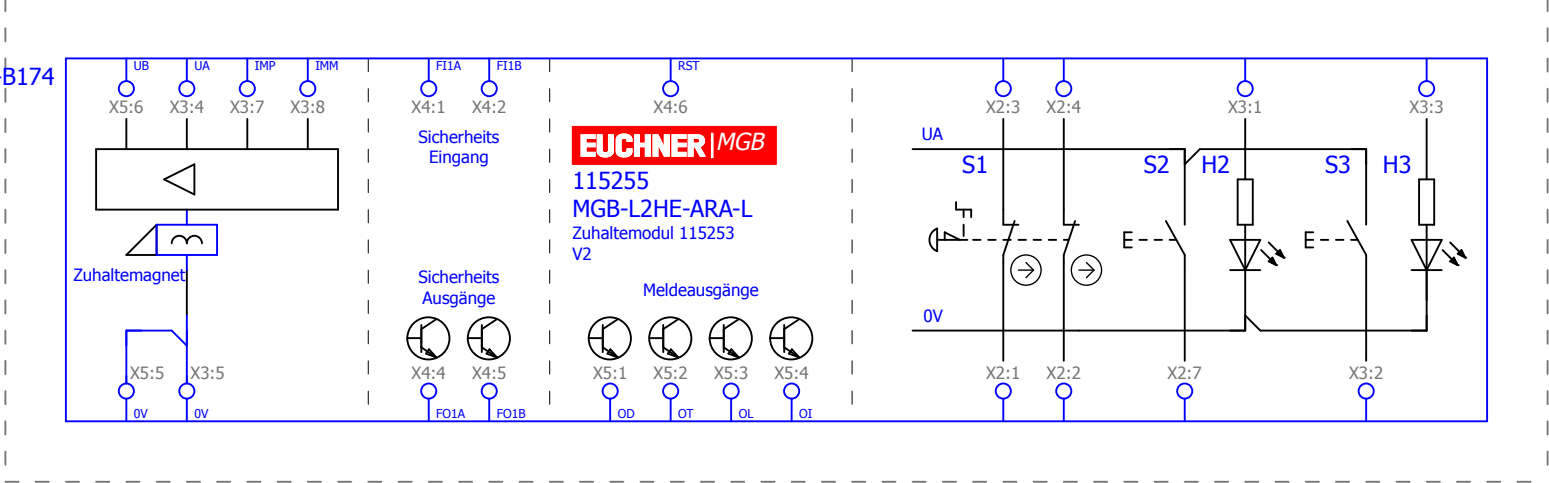 UB UA IMP IMM FI1A FI1B RST
-B174
X5:6 X3:4 X3:7 X3:8 X4:1 X4:2 X4:6 X2:3 X2:4 X3:1 X3:3
Sicherheits
Eingang
EUCHNER|MGB
115255
MGB-L2HE-ARA-L
Zuhaltemodul 115253
V2
UA
S1 S2 H2 S3 H3
Zuhaltemagnet
Sicherheits
Ausgänge
Meldeausgänge
0V
X5:5 X3:5 X4:4 X4:5 X5:1 X5:2 X5:3 X5:4 X2:1 X2:2 X2:7 X3:2
0V 0V FO1A FO1B OD OT OL OI